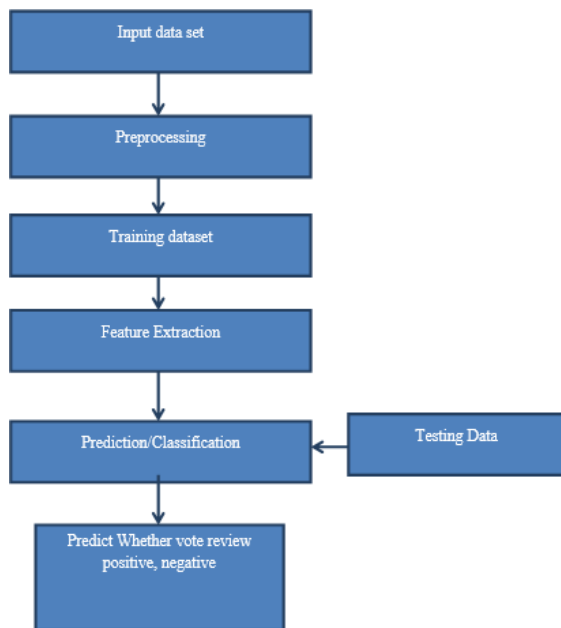 Input data set
Preprocessing
Training dataset
Feature Extraction
Prediction/Classification
Testing Data
Predict Whether vote review
positive, negative